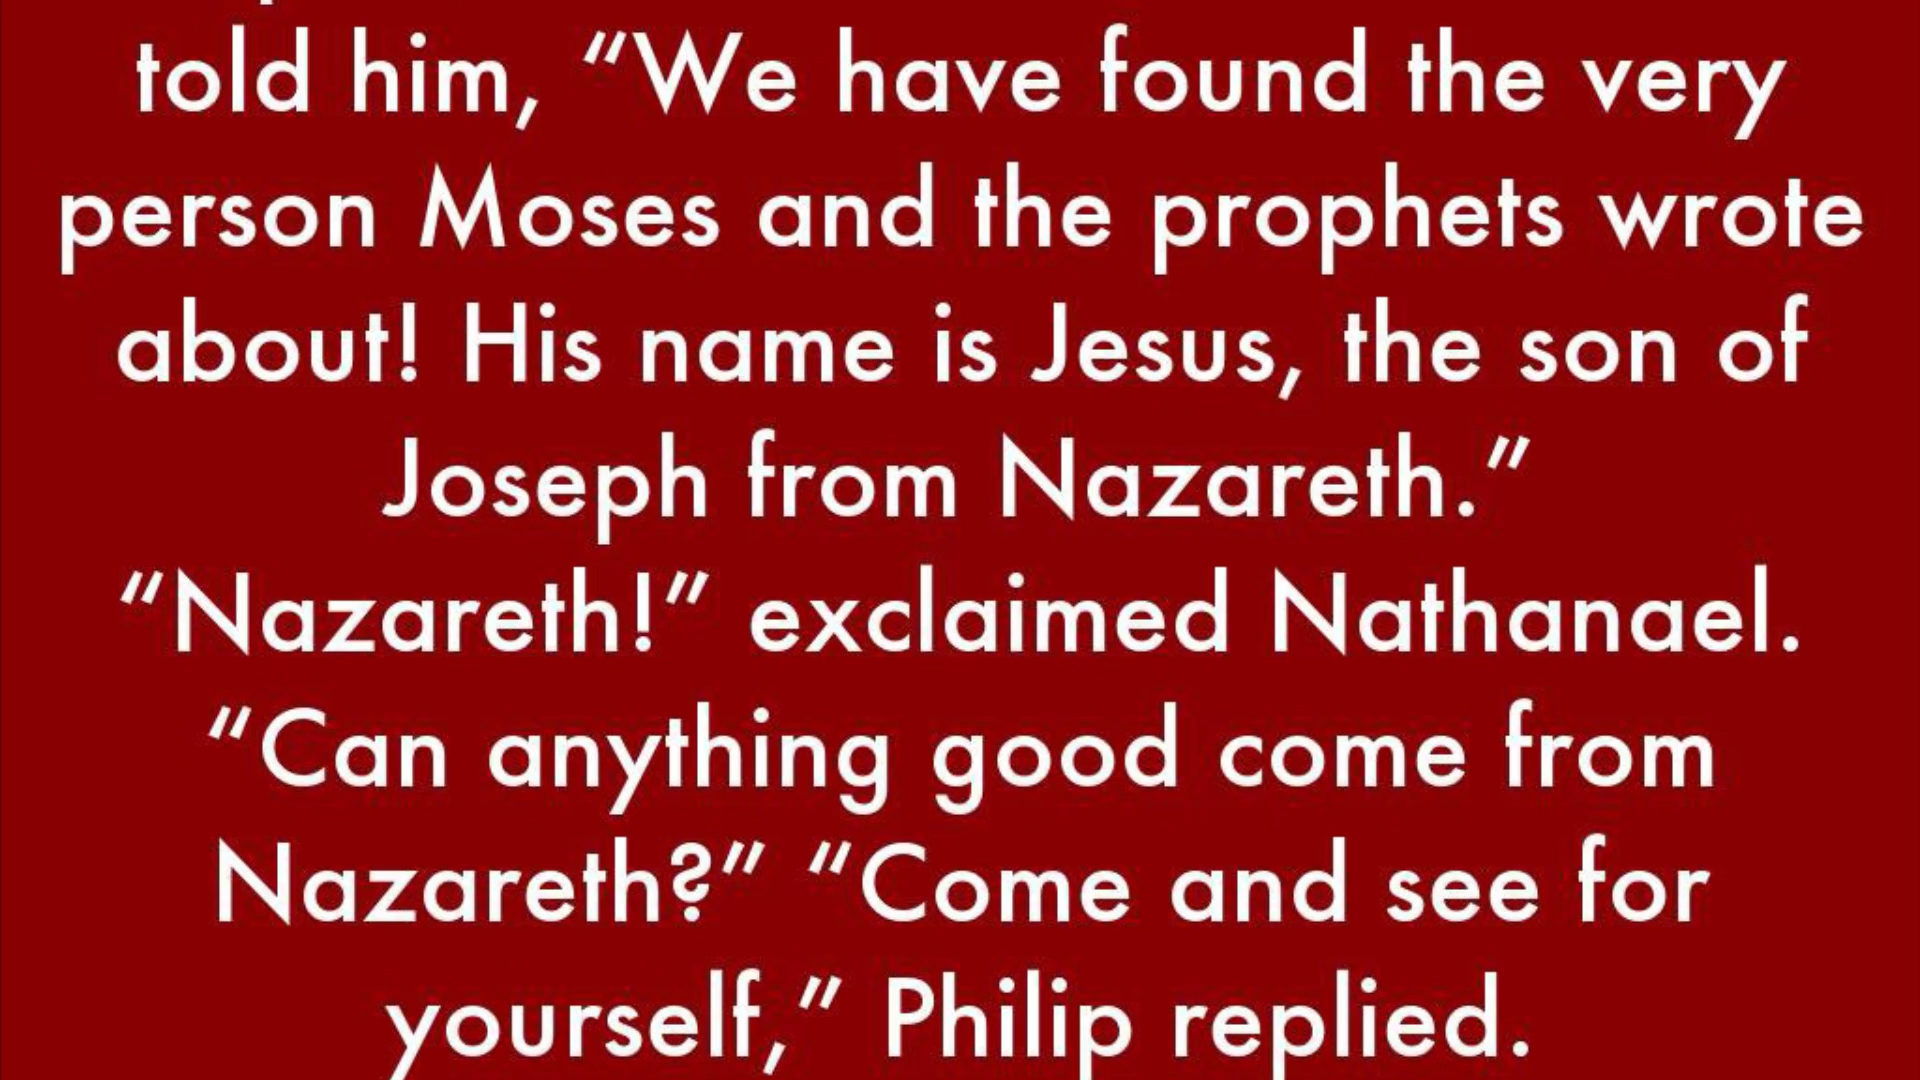 told him, “We have found the very
person Moses and the prophets wrote
about! His name is Jesus, the son of
Joseph from Nazareth.”
“Nazareth!” exclaimed Nathanael.
“Can anything good come from
Nazareth?” “Come and see for
yourself,” Philip replied.